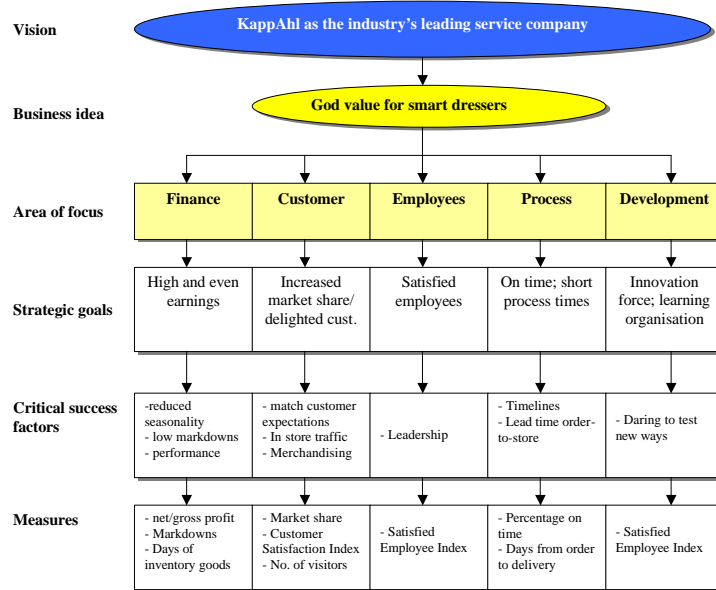 Vision
KappAhl as the industry's leading service company
Business idea
God value for smart dressers
Area of focus
Finance
Customer
Employees
Process
Development
Strategic goals
High and even
earnings
Increased
market share/
delighted cust.
Satisfied
employees
On time; short
process times
Innovation
force; learning
organisation
Critical success
factors
-reduced
seasonality
- low markdowns
- performance
- match customer
expectations
- In store traffic
- Merchandising
- Leadership
- Timelines
- Lead time order-
to-store
- Daring to test
new ways
Measures
- net/gross profit
- Markdowns
- Days of
inventory goods
- Market share
- Customer
Satisfaction Index
- No. of visitors
- Satisfied
Employee Index
- Percentage on
time
- Days from order
to delivery
- Satisfied
Employee Index